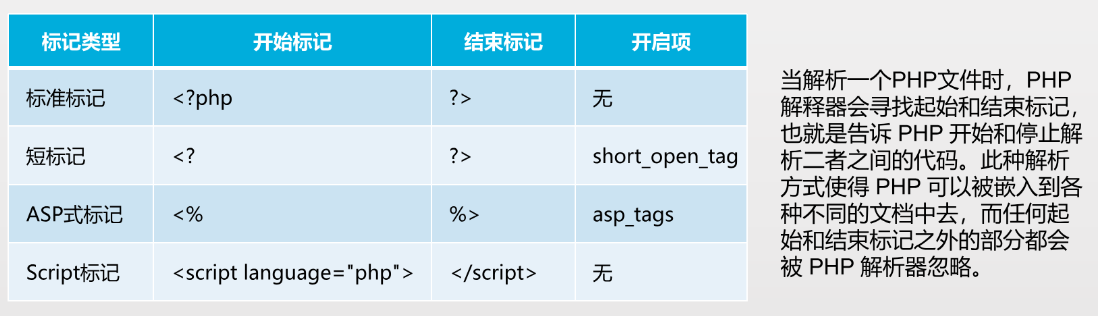 标记类型 开始标记 结束标记 开启项
标准标记 <?php ?> 无
短标记 <? ?> short_open_tag
ASP式标记 <% %> asp_tags
Script标记 <script language="php"> </script> 无
当解析一个PHP文件时，PHP
解释器会寻找起始和结束标记，
也就是告诉 PHP 开始和停止解
析二者之间的代码。此种解析
方式使得 PHP 可以被嵌入到各
种不同的文档中去，而任何起
始和结束标记之外的部分都会
被 PHP 解析器忽略。